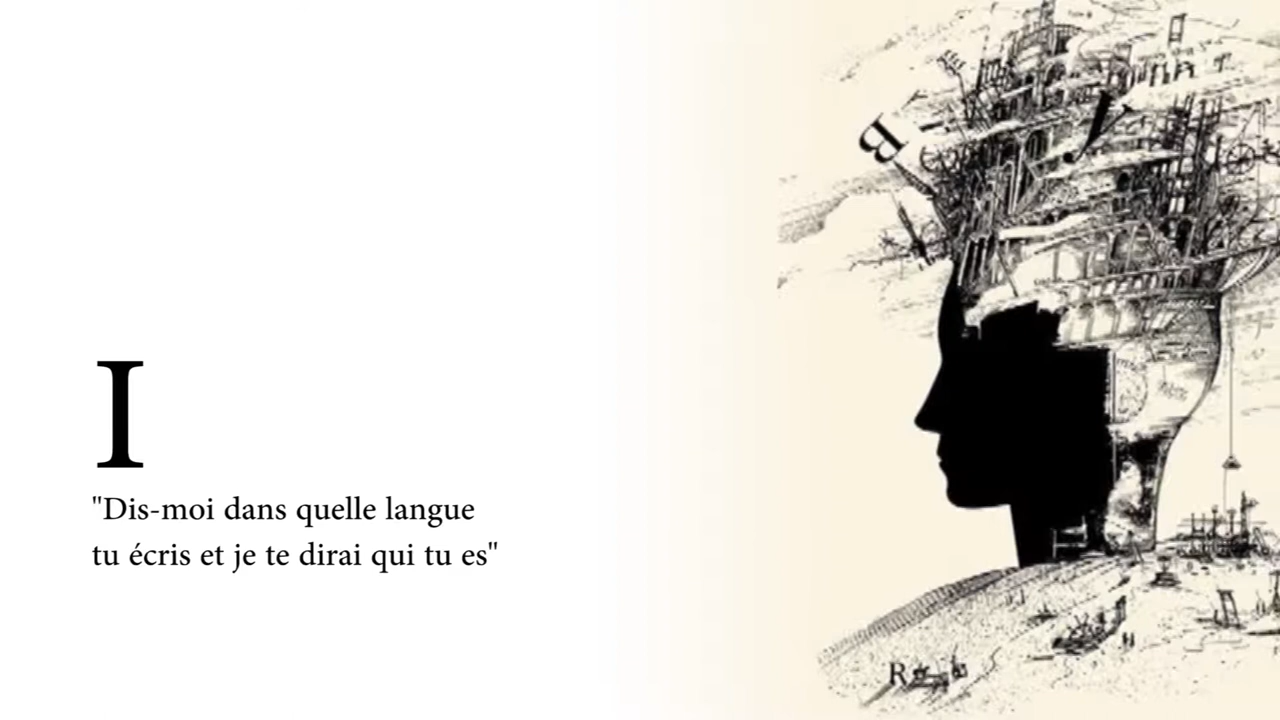 I
"Dis-moi dans quelle langue
tu écris et je te dirai qui tu es"
B
y
R